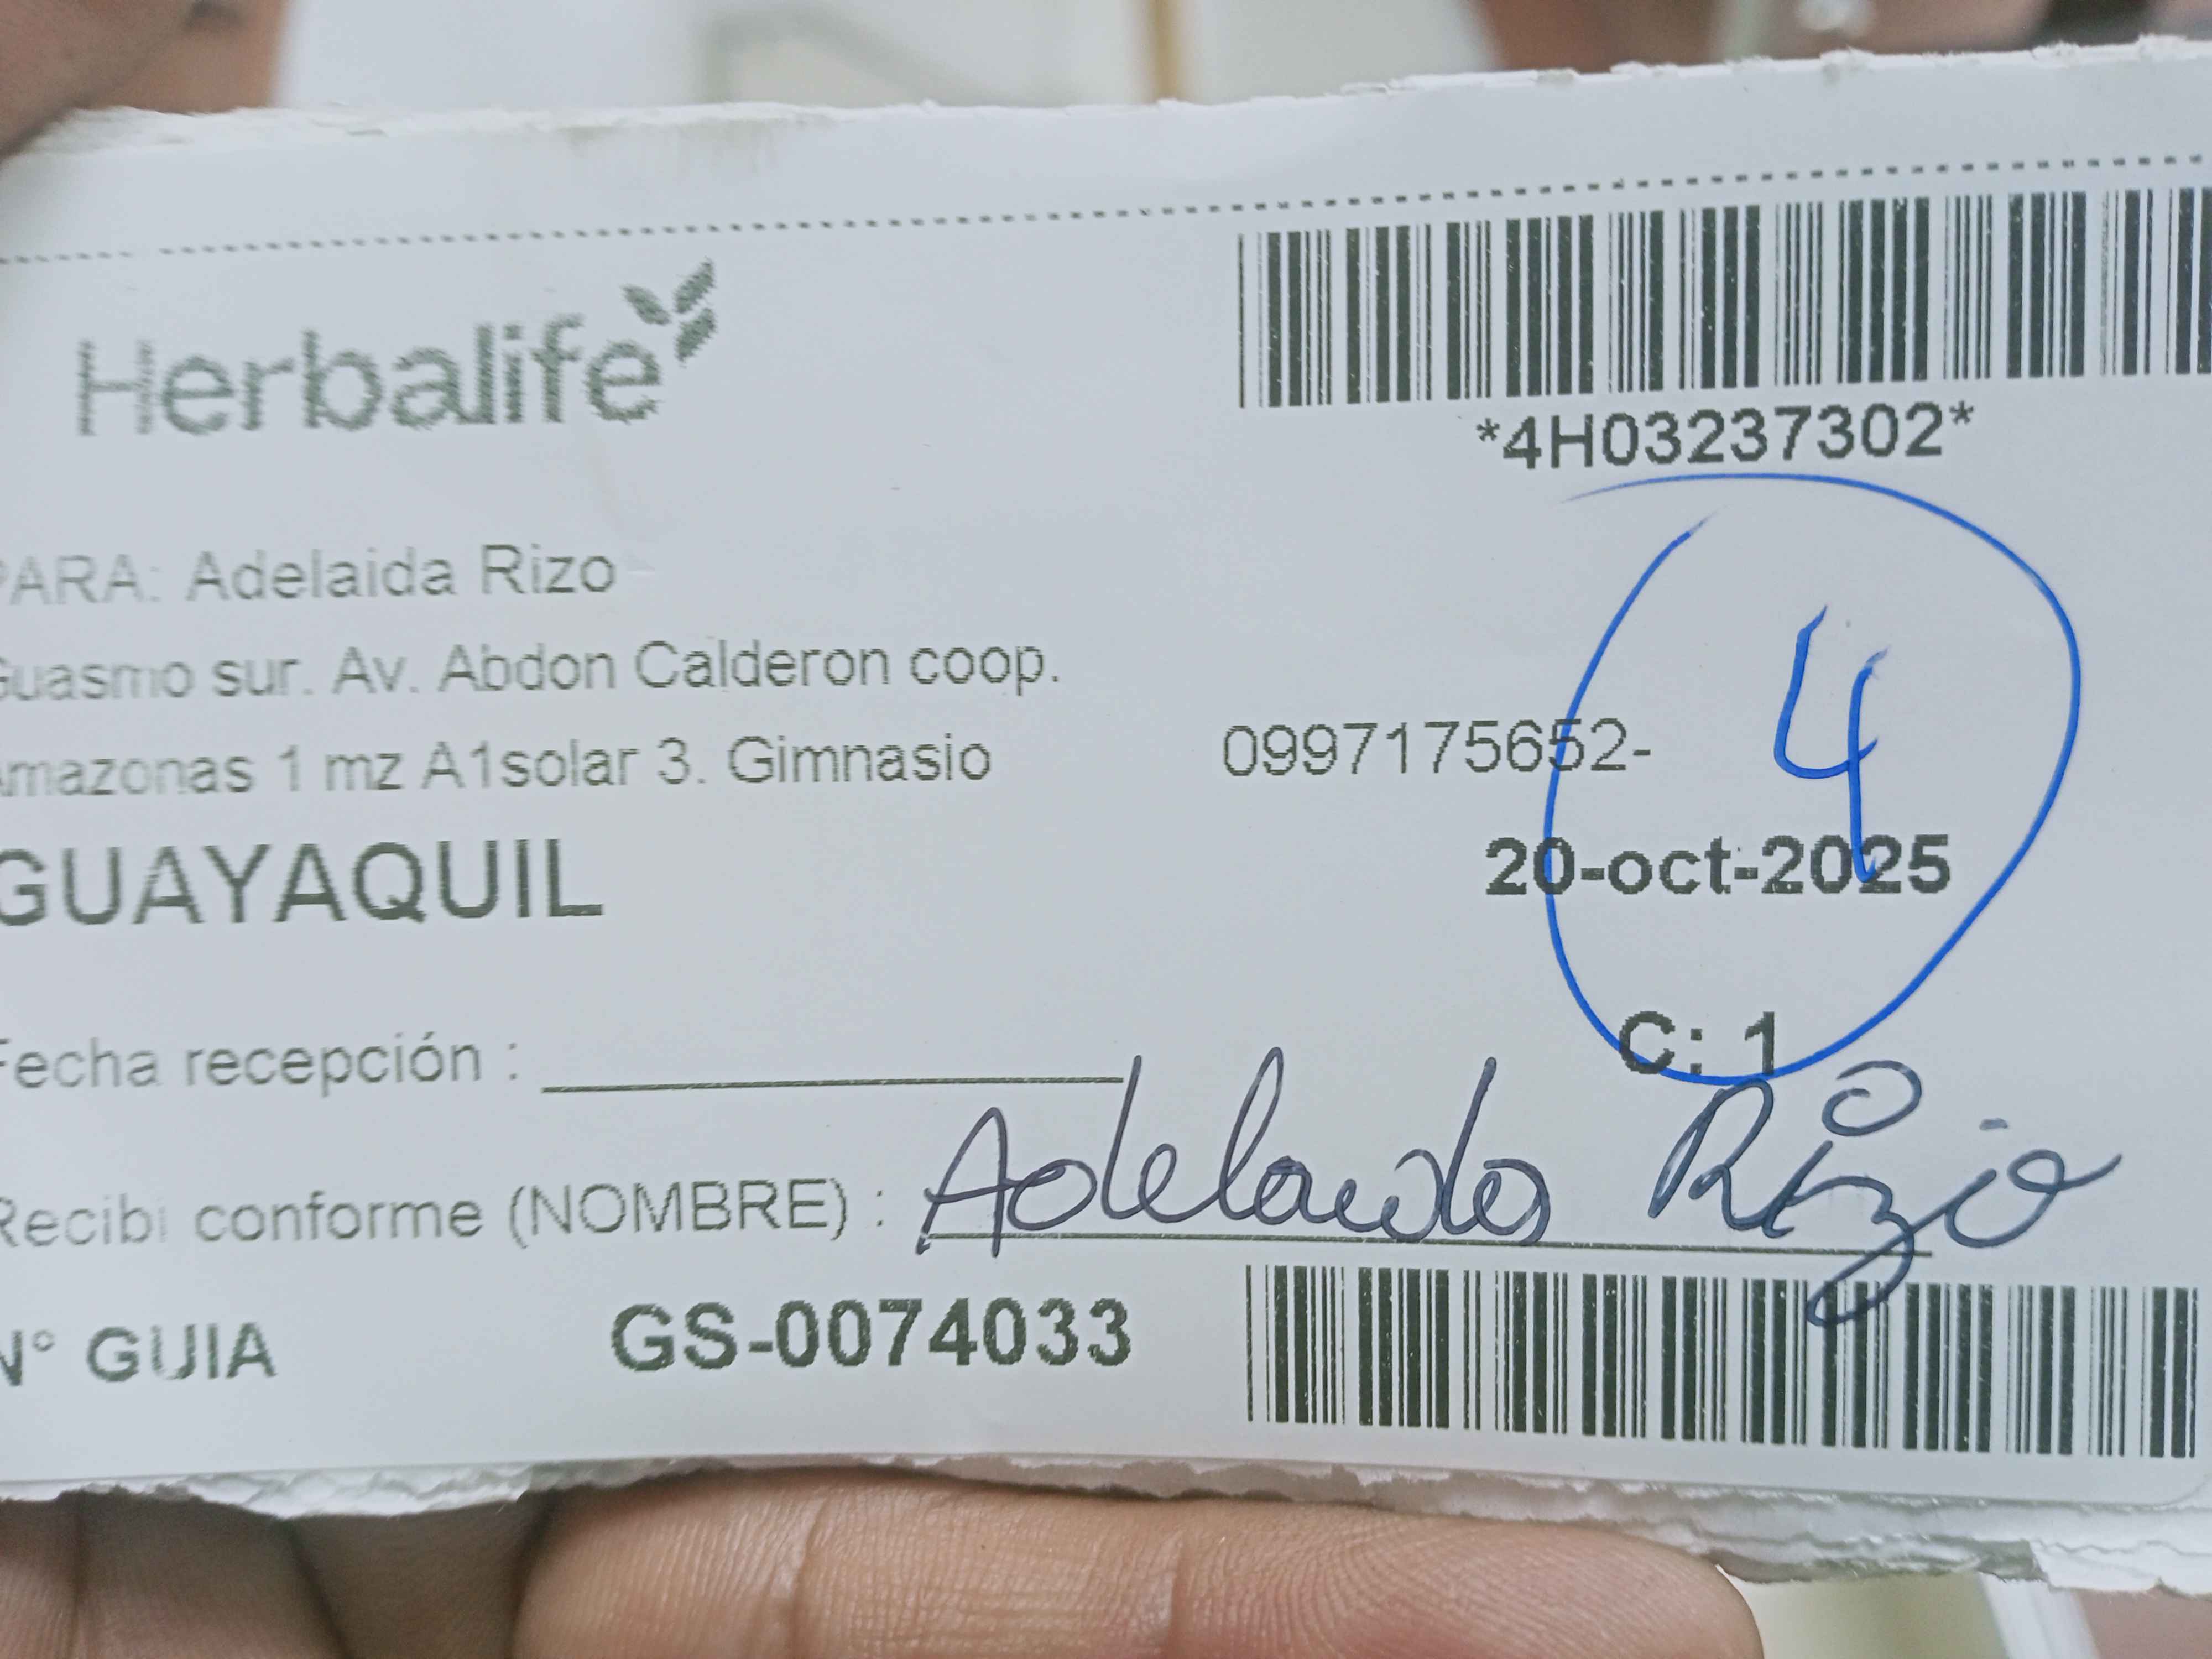 Herbalife
*4H03237302*
PARA: Adelaida Rizo
Guasmo sur. Av. Abdon Calderon coop.
Amazonas 1 mz A1solar 3. Gimnasio 0997175652-
4
GUAYAQUIL 20-oct-2025
C: 1
Fecha recepción :
Recibi conforme (NOMBRE) : Adelaida Rizo
N° GUIA GS-0074033